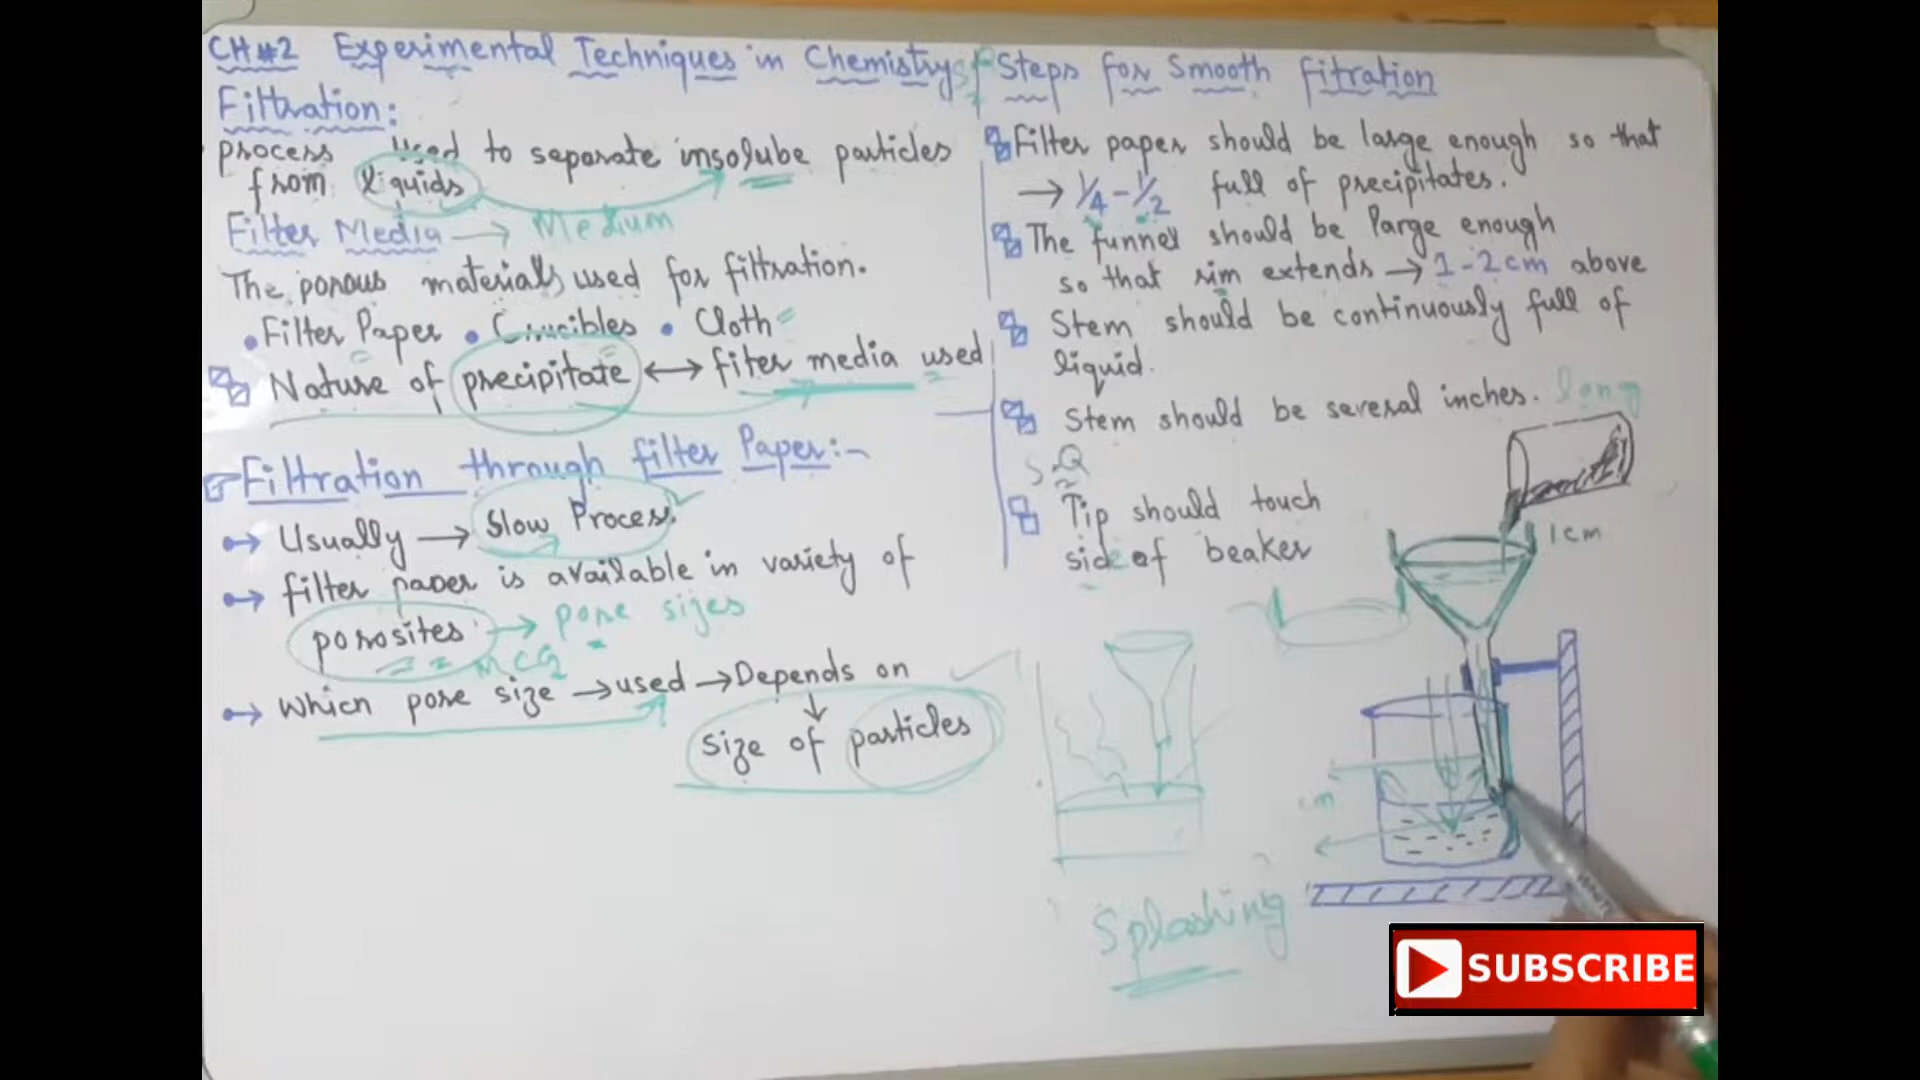 CH#2 Experimental Techniques in Chemistry
Filtration:
process used to separate insolube particles
from liquids
Filter Media → Medium
The porous materials used for filtration.
• Filter Paper • Crucibles • Cloth
Nature of precipitate ↔ fiter media used
Filtration through filter Paper:-
Usually → Slow Process
filter paper is available in variety of
porosites → pore sizes
MCQ
Which pore size → used → Depends on
↓
size of particles
Steps for Smooth fitration
Filter paper should be large enough so that
→ 1/4 - 1/2 full of precipitates.
The funnel should be large enough
so that rim extends → 1-2cm above
Stem should be continuously full of
liquid.
Stem should be several inches. long
S.Q
Tip should touch
side of beaker
1cm
Splashing
SUBSCRIBE